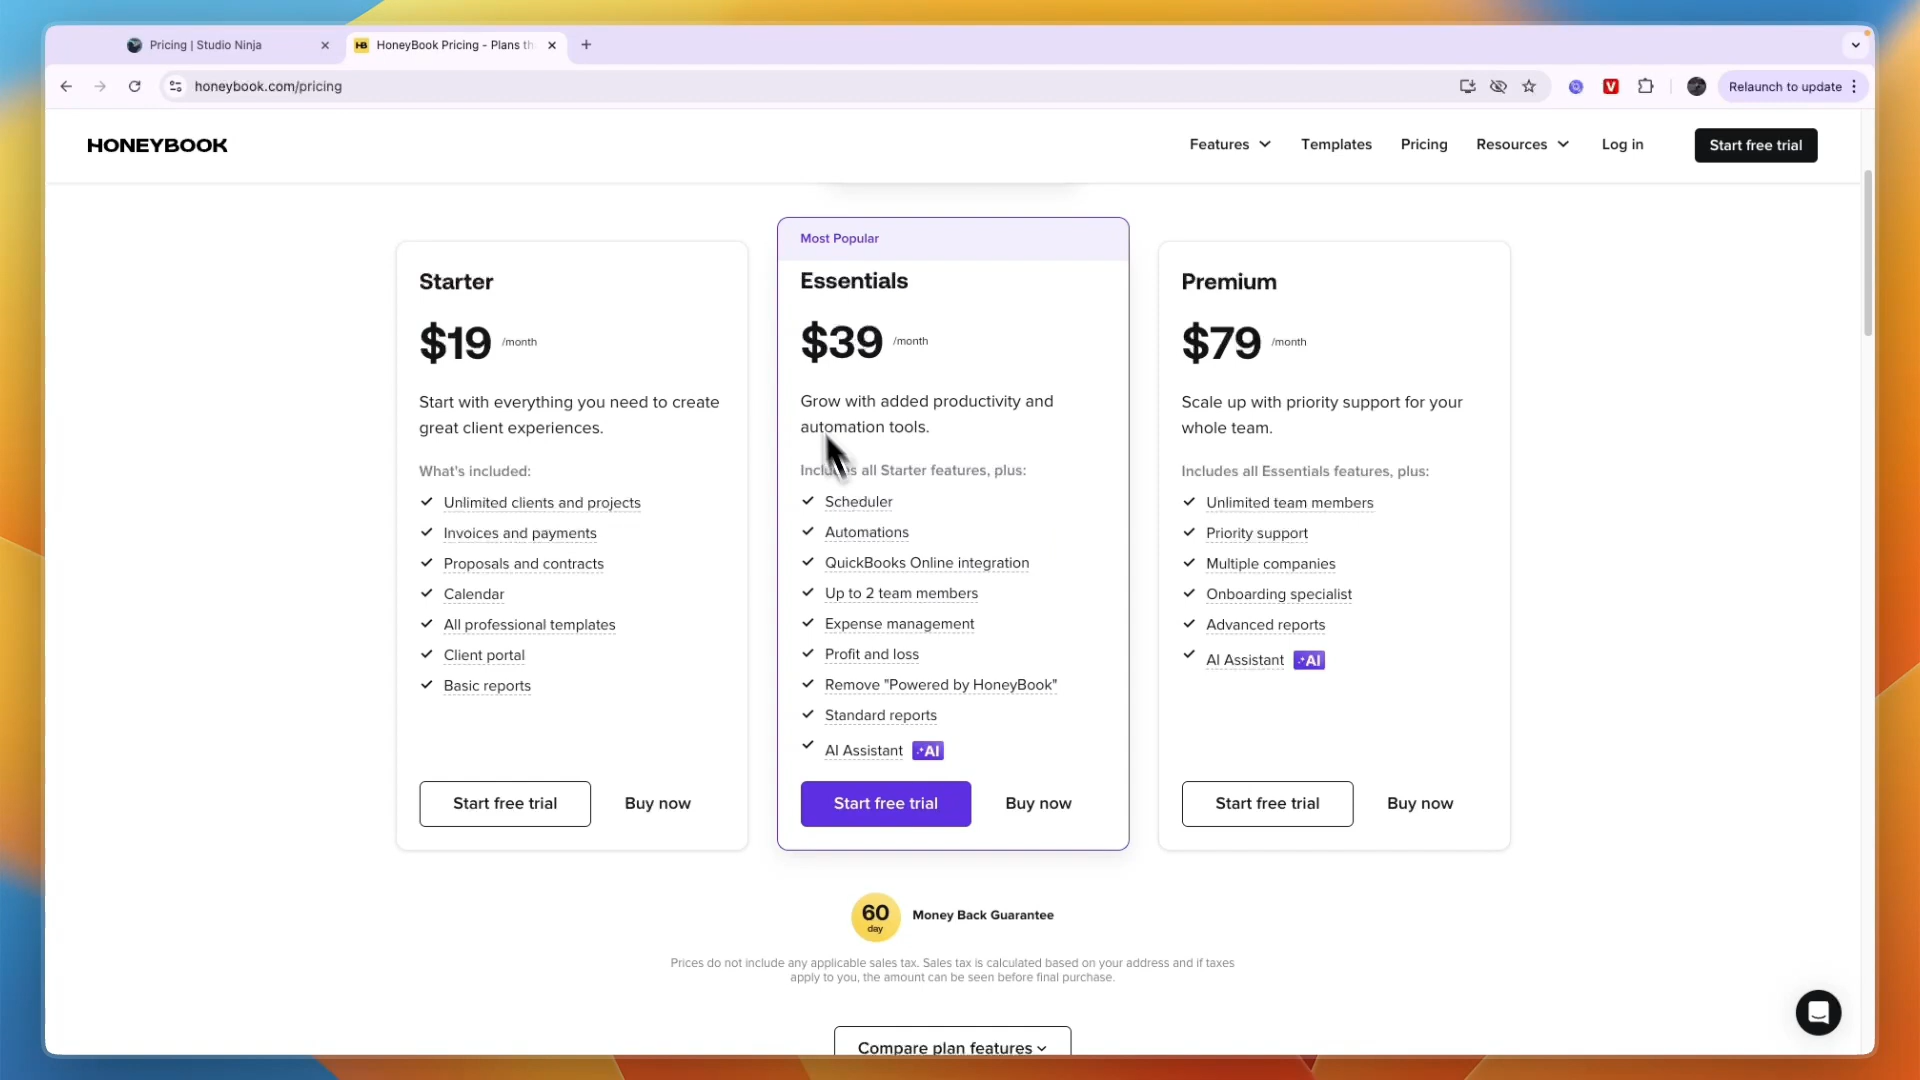 Pricing | Studio Ninja
HB HoneyBook Pricing - Plans th
honeybook.com/pricing
V
Relaunch to update
HONEYBOOK
Features
Templates
Pricing
Resources
Log in
Start free trial
Starter
$19 /month
Start with everything you need to create
great client experiences.
What's included:
Unlimited clients and projects
Invoices and payments
Proposals and contracts
Calendar
All professional templates
Client portal
Basic reports
Start free trial
Buy now
Most Popular
Essentials
$39 /month
Grow with added productivity and
automation tools.
Includes all Starter features, plus:
Scheduler
Automations
QuickBooks Online integration
Up to 2 team members
Expense management
Profit and loss
Remove "Powered by HoneyBook"
Standard reports
AI Assistant AI
Start free trial
Buy now
Premium
$79 /month
Scale up with priority support for your
whole team.
Includes all Essentials features, plus:
Unlimited team members
Priority support
Multiple companies
Onboarding specialist
Advanced reports
AI Assistant AI
Start free trial
Buy now
60
day
Money Back Guarantee
Prices do not include any applicable sales tax. Sales tax is calculated based on your address and if taxes
apply to you, the amount can be seen before final purchase.
Compare plan features